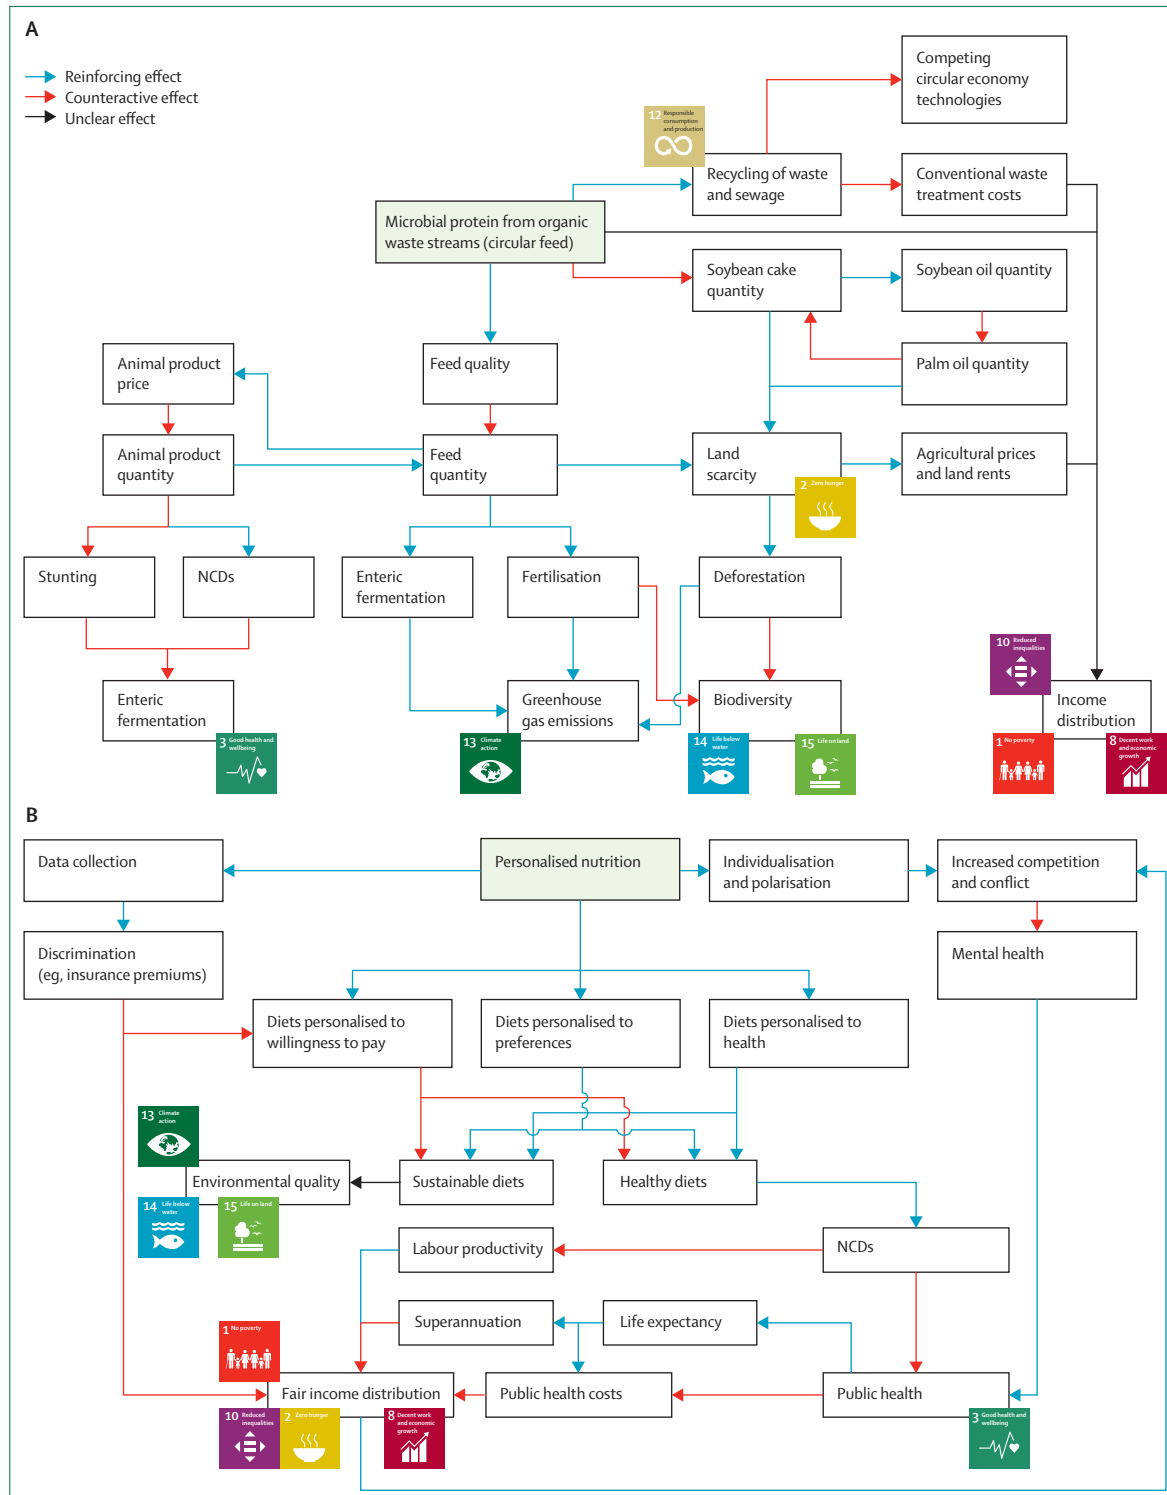 A
Reinforcing effect
Counteractive effect
Unclear effect
Competing
circular economy
technologies
12 Responsible
consumption
and production
Recycling of waste
and sewage
Conventional waste
treatment costs
Microbial protein from organic
waste streams (circular feed)
Soybean cake
quantity
Soybean oil quantity
Animal product
price
Feed quality
Palm oil quantity
Animal product
quantity
Feed
quantity
Land
scarcity
Agricultural prices
and land rents
2 Zero hunger
Stunting
NCDs
Enteric
fermentation
Fertilisation
Deforestation
10 Reduced
inequalities
Enteric
fermentation
Greenhouse
gas emissions
Biodiversity
Income
distribution
3 Good health and
wellbeing
13 Climate
action
14 Life below
water
15 Life on land
1 No poverty
8 Decent work
and economic
growth
B
Data collection
Personalised nutrition
Individualisation
and polarisation
Increased competition
and conflict
Discrimination
(eg, insurance premiums)
Mental health
Diets personalised to
willingness to pay
Diets personalised to
preferences
Diets personalised to
health
13 Climate
action
Environmental quality
Sustainable diets
Healthy diets
14 Life below
water
15 Life on land
Labour productivity
NCDs
Superannuation
Life expectancy
1 No poverty
Fair income distribution
Public health costs
Public health
10 Reduced
inequalities
2 Zero hunger
8 Decent work
and economic
growth
3 Good health and
wellbeing